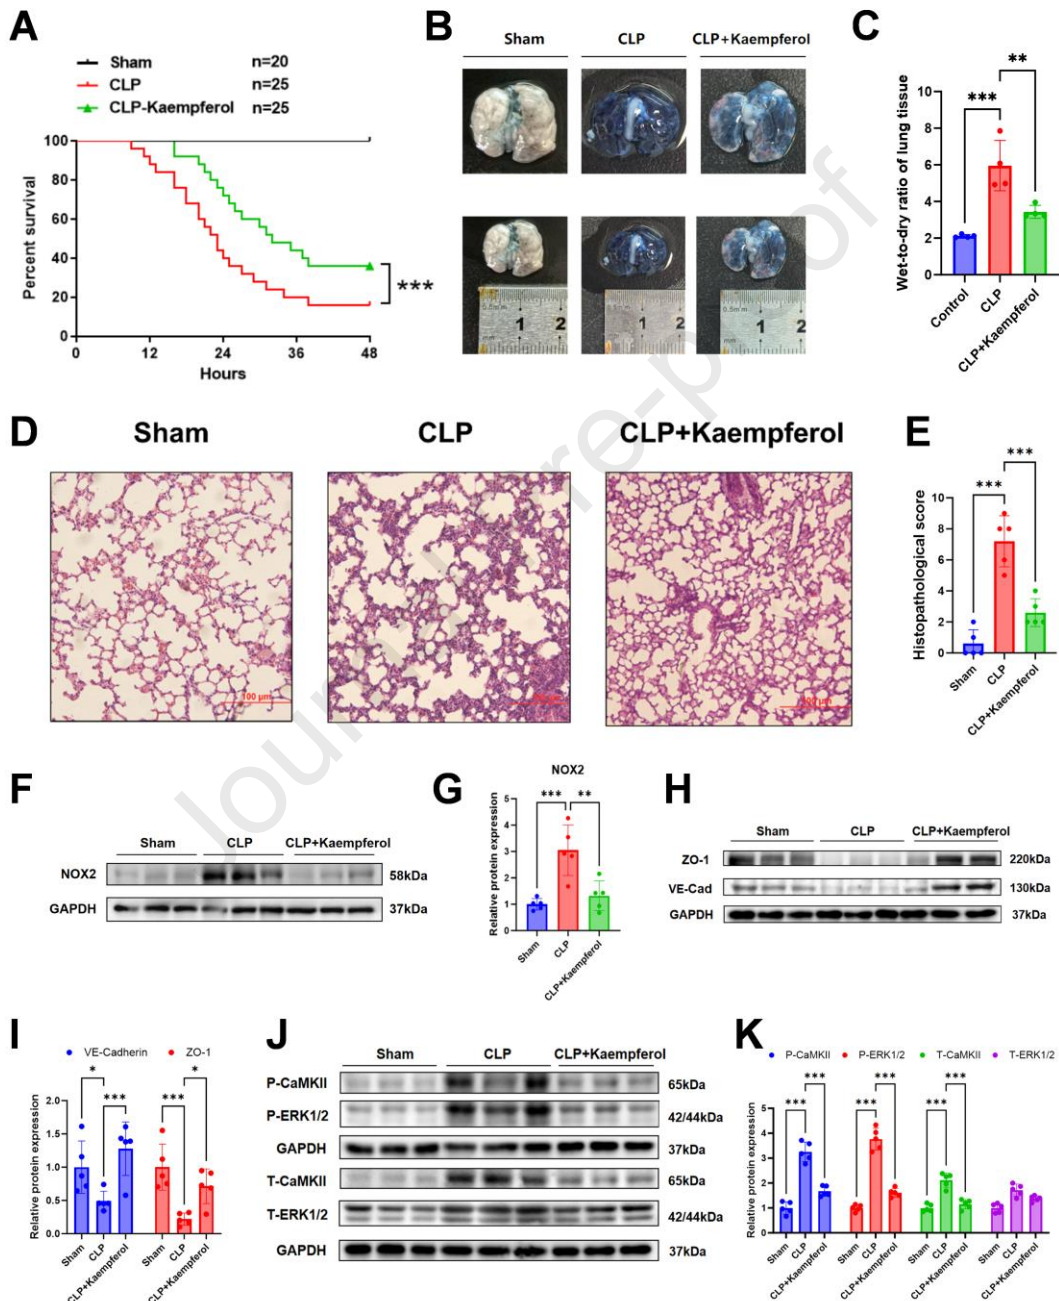 A
Sham n=20
CLP n=25
CLP-Kaempferol n=25
Percent survival
100
80
60
40
20
0
0 12 24 36 48
Hours
***
B
Sham CLP CLP+Kaempferol
0.5mm
1 2
1 2
0.5mm
1 2
C
Wet-to-dry ratio of lung tissue
*** **
10
8
6
4
2
0
Control
CLP
CLP+Kaempferol
D
Sham CLP CLP+Kaempferol
100 μm
E
Histopathological score
*** ***
10
8
6
4
2
0
Sham
CLP
CLP+Kaempferol
F
Sham CLP CLP+Kaempferol
NOX2 58kDa
GAPDH 37kDa
G
NOX2
Relative protein expression
*** **
5
4
3
2
1
0
Sham
CLP
CLP+Kaempferol
H
Sham CLP CLP+Kaempferol
ZO-1 220kDa
VE-Cad 130kDa
GAPDH 37kDa
I
VE-Cadherin ZO-1
Relative protein expression
* *** *** *
2.0
1.5
1.0
0.5
0.0
Sham
CLP
CLP+Kaempferol
Sham
CLP
CLP+Kaempferol
J
Sham CLP CLP+Kaempferol
P-CaMKII 65kDa
P-ERK1/2 42/44kDa
GAPDH 37kDa
T-CaMKII 65kDa
T-ERK1/2 42/44kDa
GAPDH 37kDa
K
P-CaMKII P-ERK1/2 T-CaMKII T-ERK1/2
Relative protein expression
*** *** *** *** *** ***
5
4
3
2
1
0
Sham
CLP
CLP+Kaempferol
Sham
CLP
CLP+Kaempferol
Sham
CLP
CLP+Kaempferol
Sham
CLP
CLP+Kaempferol
Journal Pre-proof